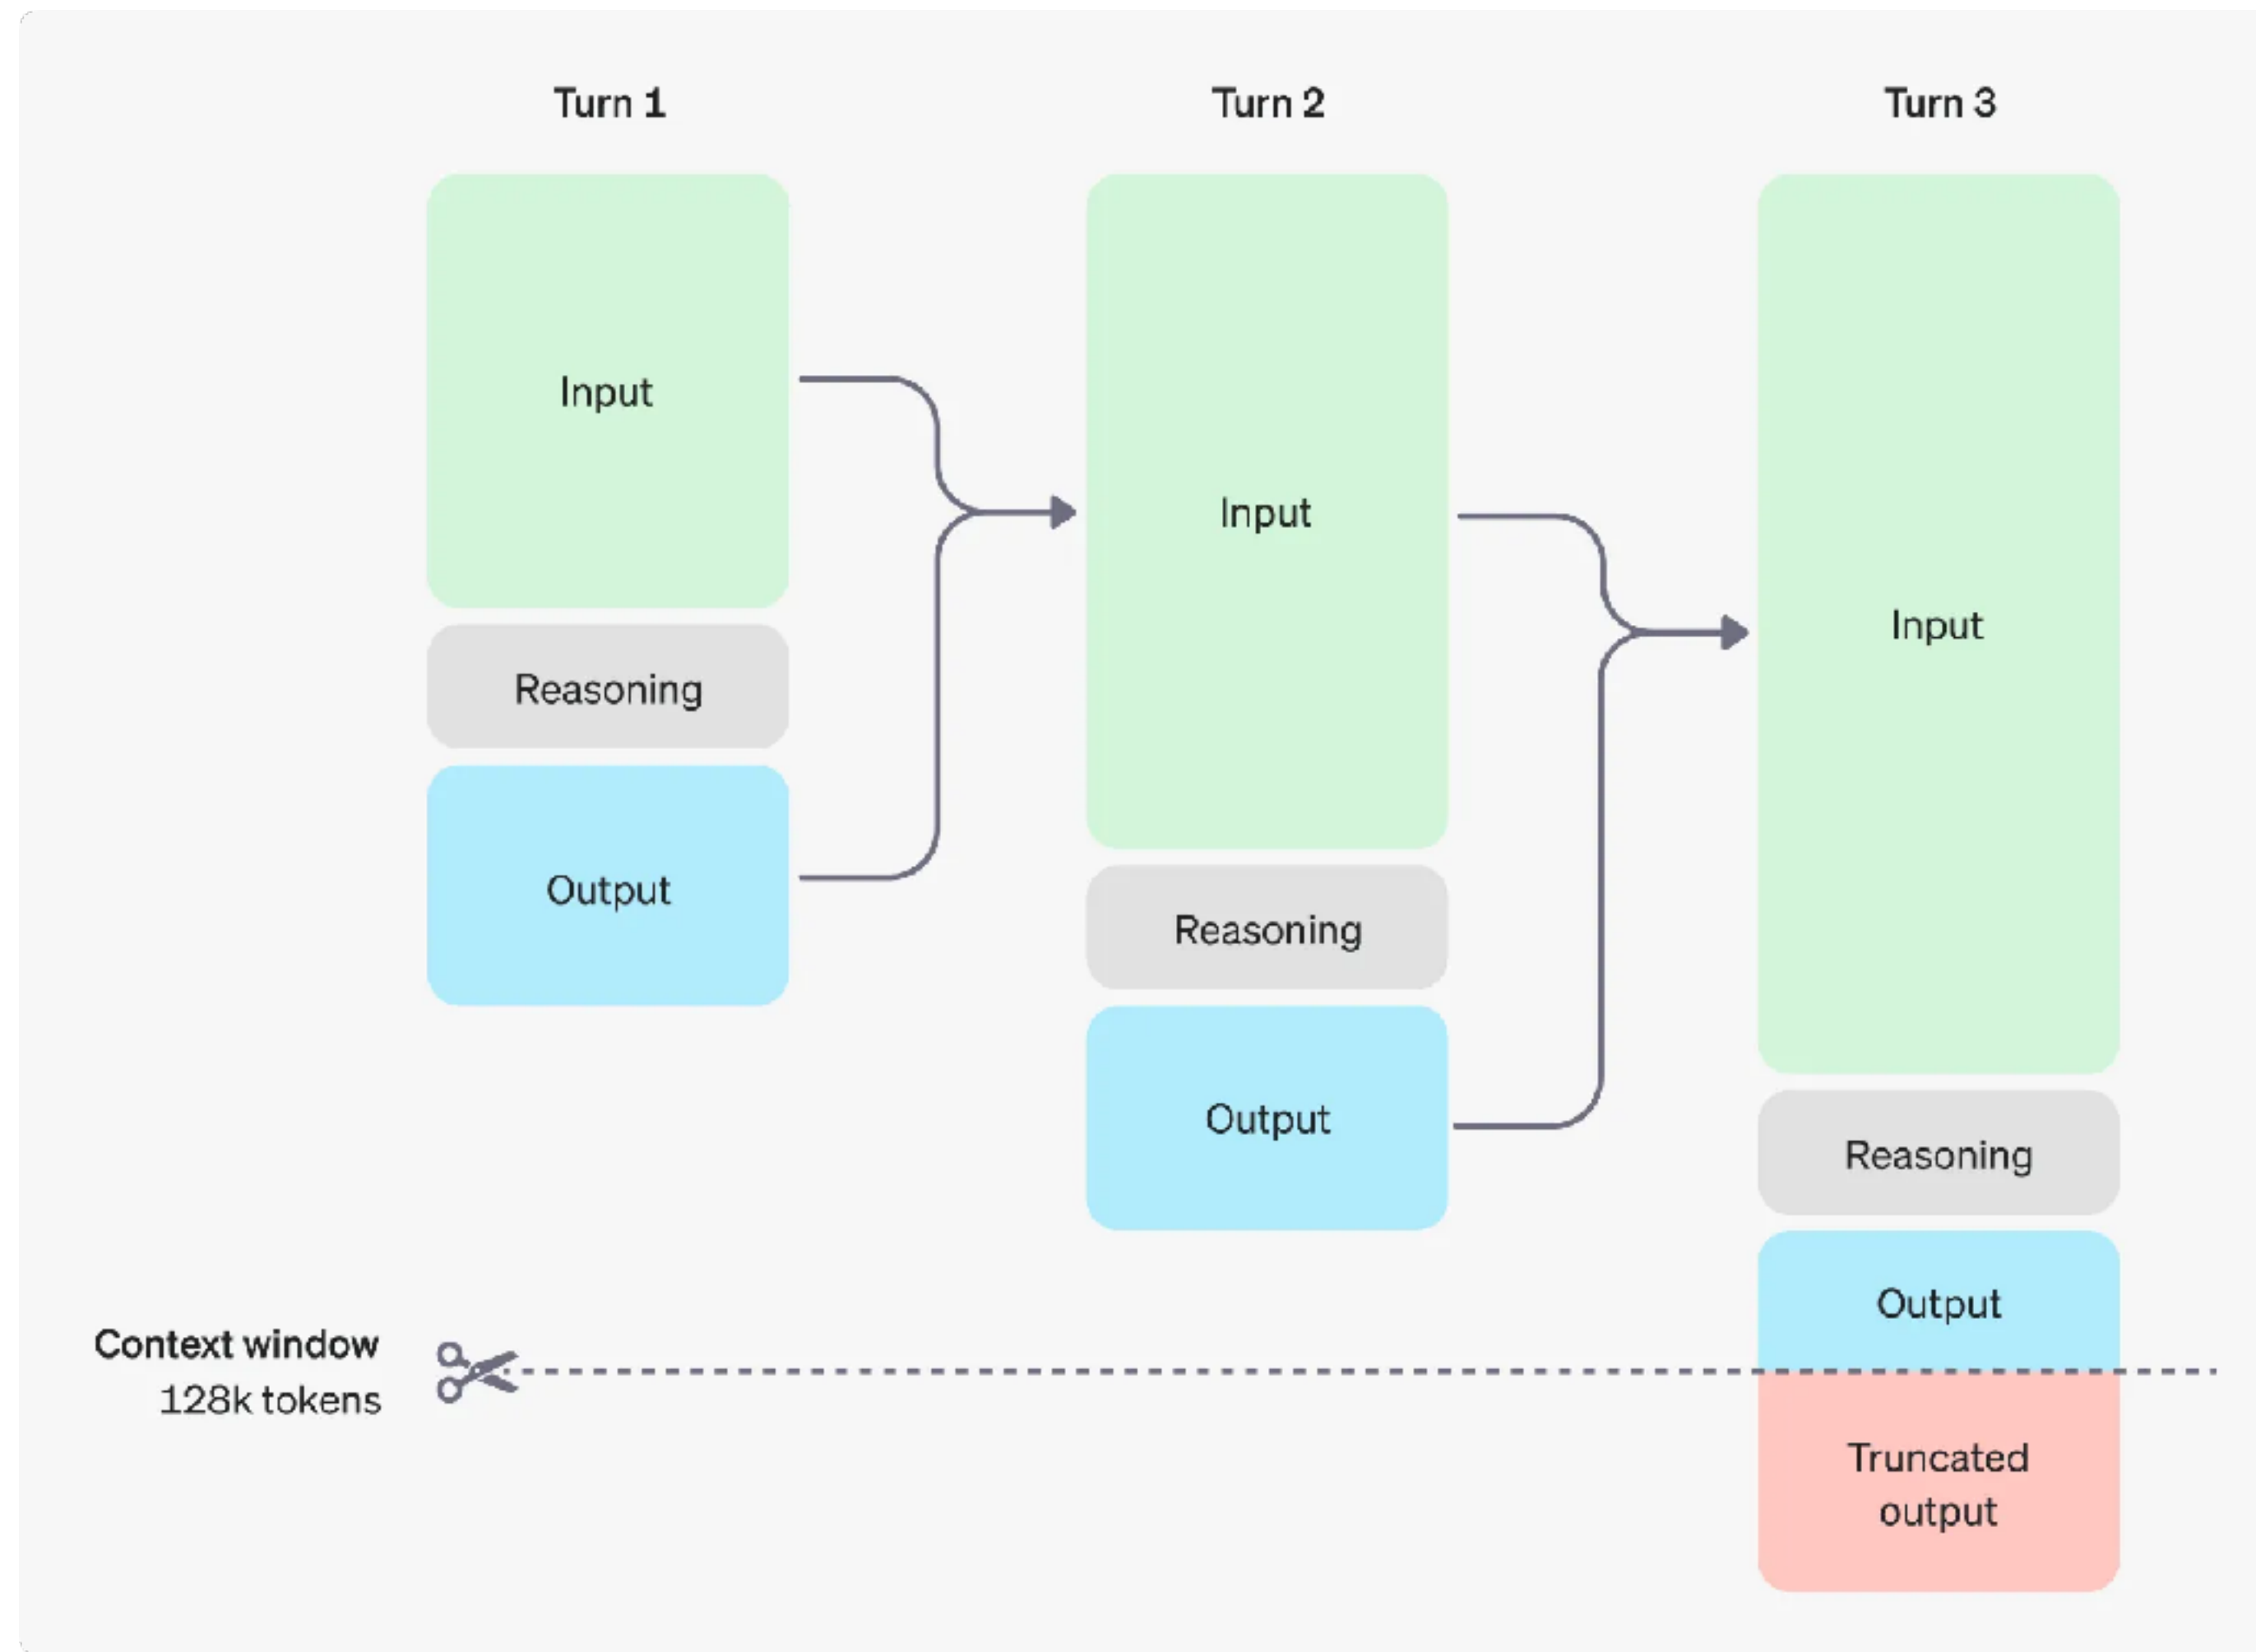 Turn 1
Turn 2
Turn 3
Input
Reasoning
Output
Input
Reasoning
Output
Input
Reasoning
Output
Truncated
output
Context window
128k tokens